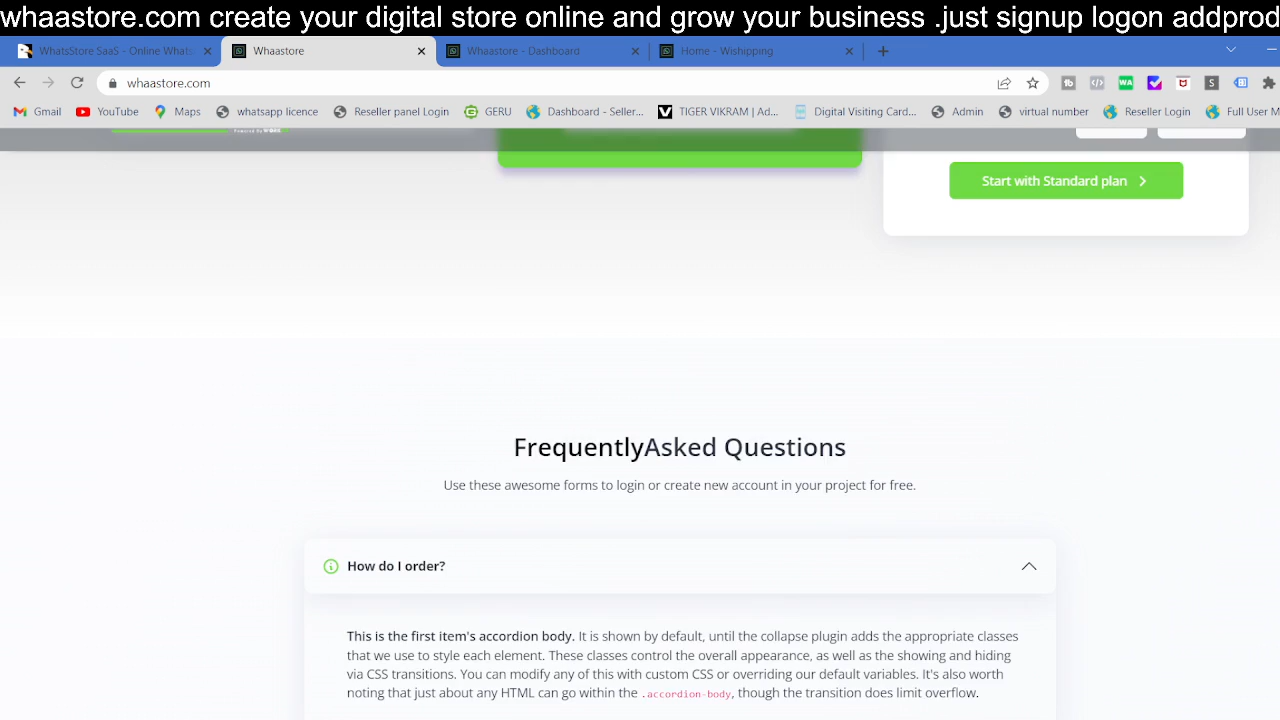 whaastore.com create your digital store online and grow your business .just signup logon addprod
WhatsStore SaaS - Online Whats
Whaastore
Whaastore - Dashboard
Home - Wishipping
whaastore.com
Gmail
YouTube
Maps
whatsapp licence
Reseller panel Login
GERU
Dashboard - Seller...
TIGER VIKRAM | Ad...
Digital Visiting Card...
Admin
virtual number
Reseller Login
Full User M
Start with Standard plan
FrequentlyAsked Questions
Use these awesome forms to login or create new account in your project for free.
How do I order?
This is the first item's accordion body. It is shown by default, until the collapse plugin adds the appropriate classes
that we use to style each element. These classes control the overall appearance, as well as the showing and hiding
via CSS transitions. You can modify any of this with custom CSS or overriding our default variables. It's also worth
noting that just about any HTML can go within the .accordion-body, though the transition does limit overflow.